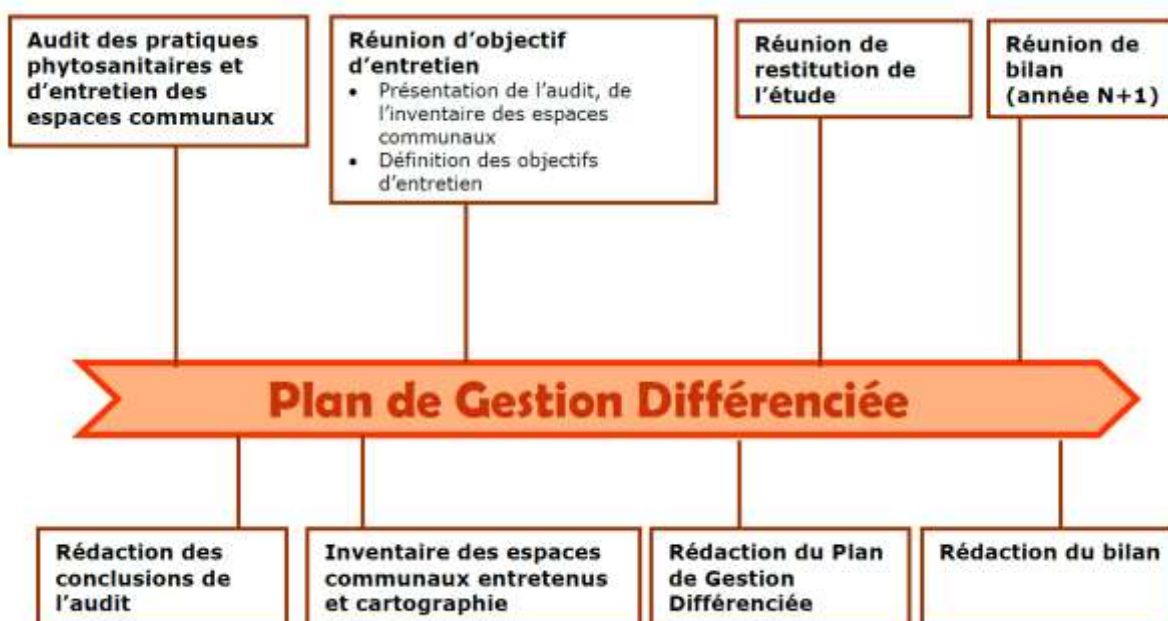 Audit des pratiques
phytosanitaires et
d’entretien des
espaces communaux
Réunion d’objectif
d’entretien
• Présentation de l’audit, de
l’inventaire des espaces
communaux
• Définition des objectifs
d’entretien
Réunion de
restitution de
l’étude
Réunion de
bilan
(année N+1)
Plan de Gestion Différenciée
Rédaction des
conclusions de
l’audit
Inventaire des espaces
communaux entretenus
et cartographie
Rédaction du Plan
de Gestion
Différenciée
Rédaction du bilan